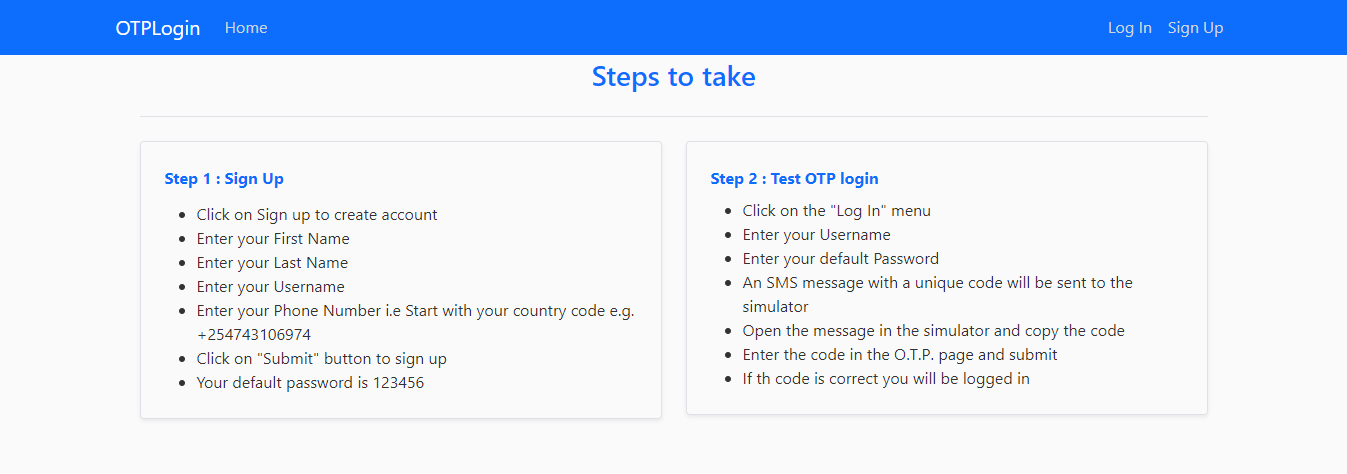 OTPLogin Home Log In Sign Up
Steps to take
Step 1 : Sign Up
Click on Sign up to create account
Enter your First Name
Enter your Last Name
Enter your Username
Enter your Phone Number i.e Start with your country code e.g.
+254743106974
Click on "Submit" button to sign up
Your default password is 123456
Step 2 : Test OTP login
Click on the "Log In" menu
Enter your Username
Enter your default Password
An SMS message with a unique code will be sent to the
simulator
Open the message in the simulator and copy the code
Enter the code in the O.T.P. page and submit
If th code is correct you will be logged in